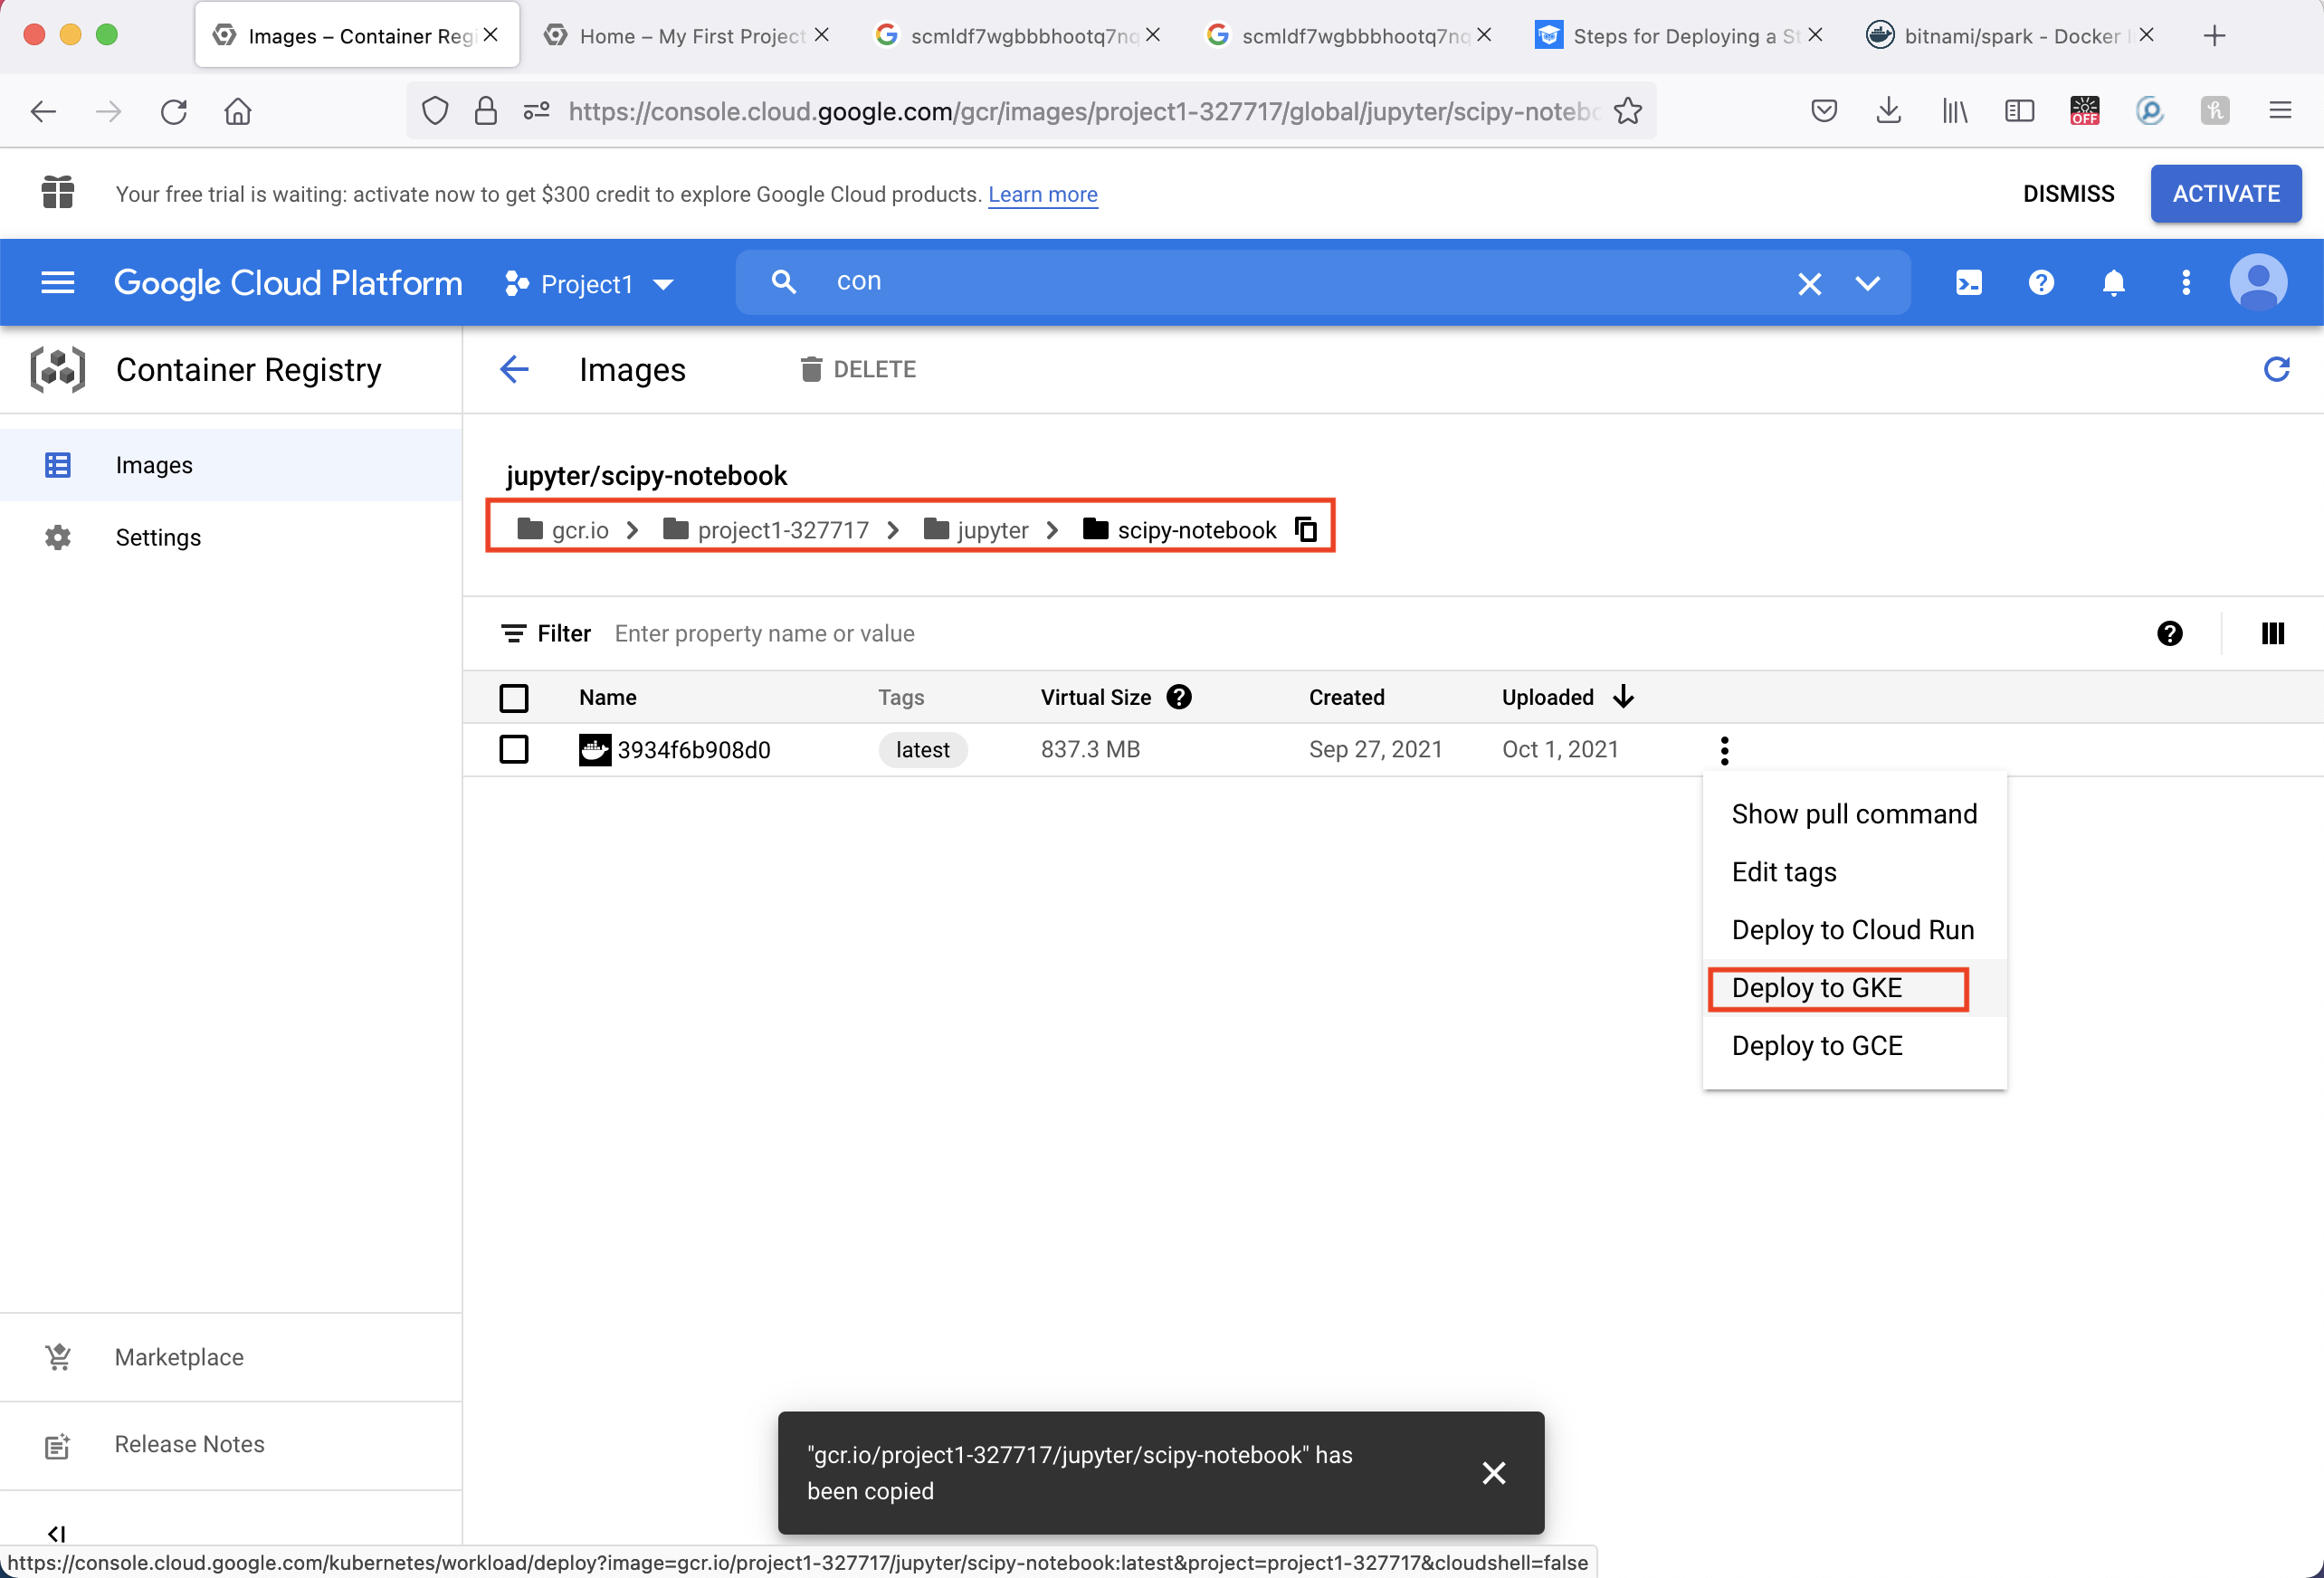 Images – Container Reg
Home – My First Project
scmldf7wgbbbhootq7nq
scmldf7wgbbbhootq7nq
Steps for Deploying a St
bitnami/spark - Docker
https://console.cloud.google.com/gcr/images/project1-327717/global/jupyter/scipy-notebo
OFF
Your free trial is waiting: activate now to get $300 credit to explore Google Cloud products. Learn more
DISMISS
ACTIVATE
Google Cloud Platform
Project1
con
Container Registry
Images
DELETE
Images
Settings
jupyter/scipy-notebook
gcr.io
project1-327717
jupyter
scipy-notebook
Filter
Enter property name or value
Name
Tags
Virtual Size
Created
Uploaded
3934f6b908d0
latest
837.3 MB
Sep 27, 2021
Oct 1, 2021
Show pull command
Edit tags
Deploy to Cloud Run
Deploy to GKE
Deploy to GCE
Marketplace
Release Notes
"gcr.io/project1-327717/jupyter/scipy-notebook" has
been copied
https://console.cloud.google.com/kubernetes/workload/deploy?image=gcr.io/project1-327717/jupyter/scipy-notebook:latest&project=project1-327717&cloudshell=false